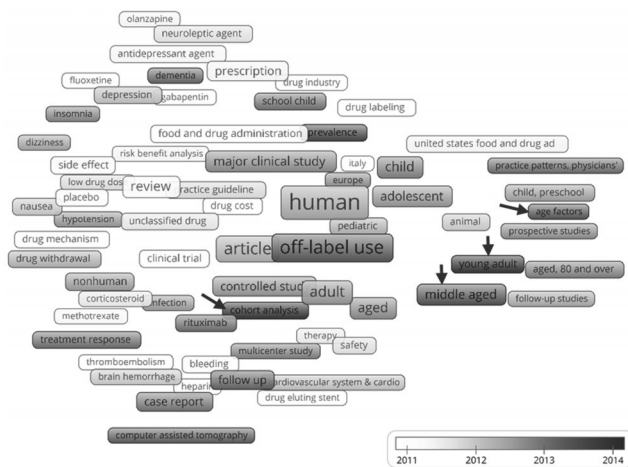 olanzapine
neuroleptic agent
antidepressant agent
prescription
dementia
fluoxetine
drug industry
depression
gabapentin
school child
drug labeling
insomnia
food and drug administration
prevalence
dizziness
united states food and drug ad
risk benefit analysis
major clinical study
italy
child
side effect
practice patterns, physicians'
low drug dos
review
practice guideline
europe
adolescent
child, preschool
placebo
human
nausea
drug cost
age factors
hypotension
unclassified drug
pediatric
animal
prospective studies
drug mechanism
article
off-label use
drug withdrawal
clinical trial
young adult
aged, 80 and over
nonhuman
controlled stud
adult
middle aged
follow-up studies
corticosteroid
infection
cohort analysis
aged
methotrexate
rituximab
treatment response
therapy
safety
multicenter study
thromboembolism
bleeding
brain hemorrhage
heparin
follow up
cardiovascular system & cardio
drug eluting stent
case report
computer assisted tomography
2011
2012
2013
2014